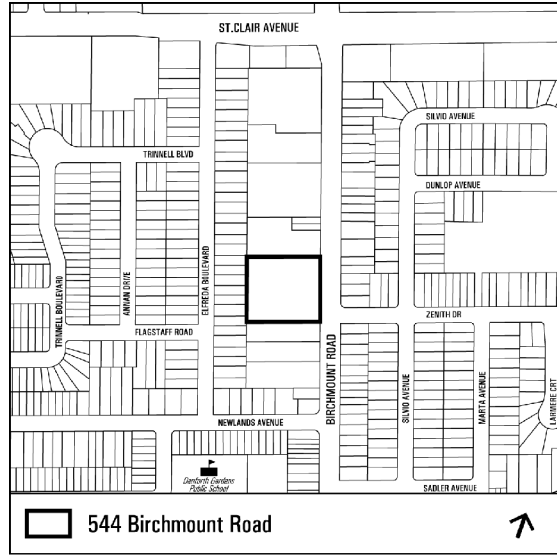 ST.CLAIR AVENUE
SILVIO AVENUE
TRINNELL BLVD
DUNLOP AVENUE
TRINNELL BOULEVARD
ANNAN DRIVE
ELFREDA BOULEVARD
FLAGSTAFF ROAD
ZENITH DR
BIRCHMOUNT ROAD
SILVIO AVENUE
MARTA AVENUE
LARMERE CRT
NEWLANDS AVENUE
Danforth Gardens
Public School
SADLER AVENUE
544 Birchmount Road